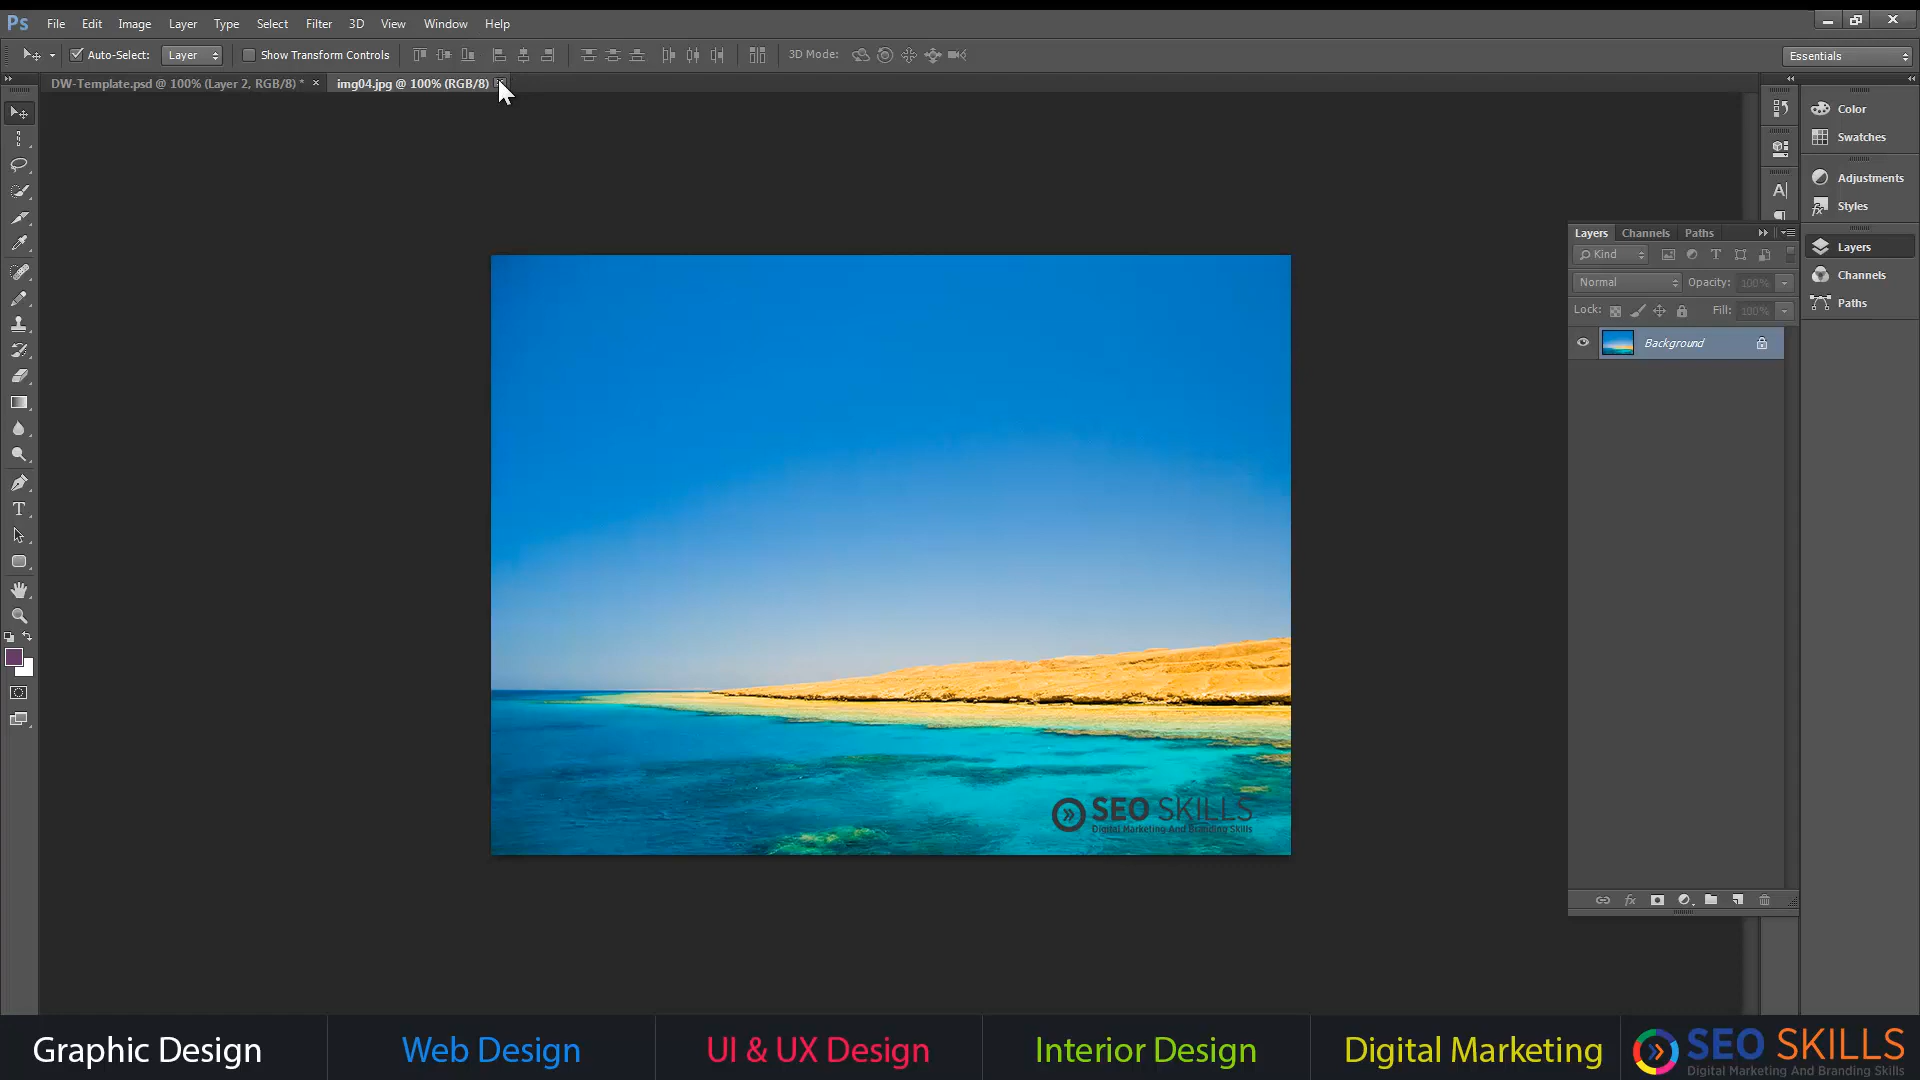 Ps File Edit Image Layer Type Select Filter 3D View Window Help
Auto-Select: Layer Show Transform Controls 3D Mode: Essentials
DW-Template.psd @ 100% (Layer 2, RGB/8) * × img04.jpg @ 100% (RGB/8)
Color
Swatches
Adjustments
Styles
Layers
Channels
Paths
Layers Channels Paths
Kind
Normal Opacity: 100%
Lock: Fill: 100%
Background
SEO SKILLS
Digital Marketing And Branding Skills
Graphic Design Web Design UI & UX Design Interior Design Digital Marketing SEO SKILLS
Digital Marketing And Branding Skills